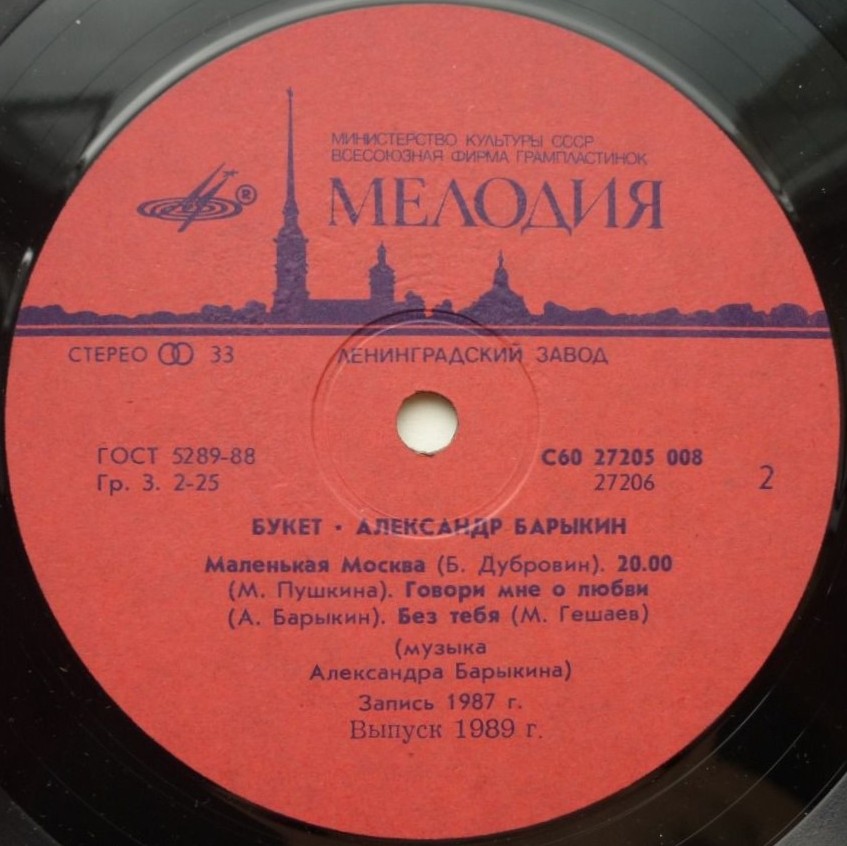 МИНИСТЕРСТВО КУЛЬТУРЫ СССР
ВСЕСОЮЗНАЯ ФИРМА ГРАМПЛАСТИНОК
МЕЛОДИЯ
®
СТЕРЕО 33
ЛЕНИНГРАДСКИЙ ЗАВОД
ГОСТ 5289-88
Гр. 3. 2-25
С60 27205 008
27206
2
БУКЕТ · АЛЕКСАНДР БАРЫКИН
Маленькая Москва (Б. Дубровин). 20.00
(М. Пушкина). Говори мне о любви
(А. Барыкин). Без тебя (М. Гешаев)
(музыка
Александра Барыкина)
Запись 1987 г.
Выпуск 1989 г.